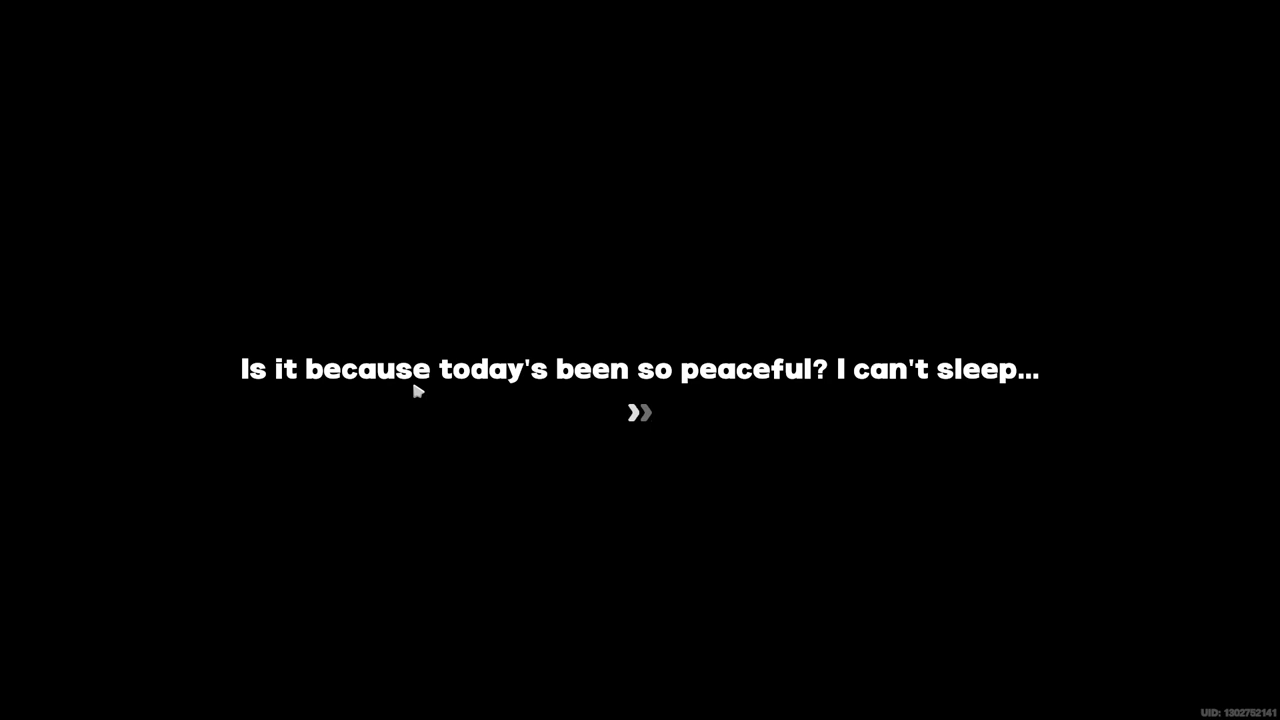 Is it because today's been so peaceful? I can't sleep...
UID: 1302752141